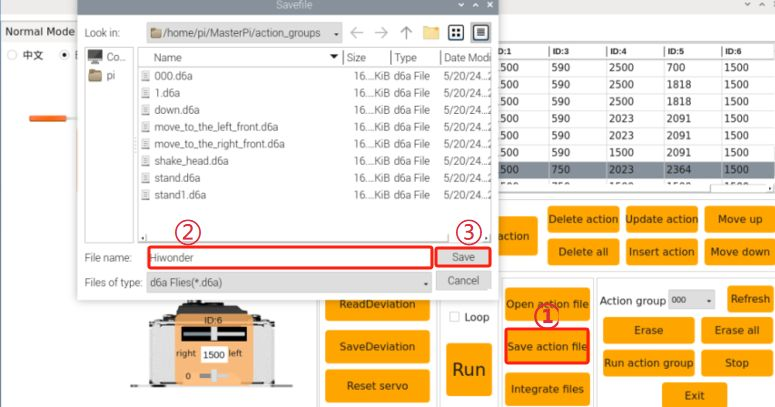 Savefile
Normal Mode
Look in: /home/pi/MasterPi/action_groups
中文
Co...
pi
Name Size Type Date Modi
000.d6a 16....KiB d6a File 5/20/24...2
1.d6a 16....KiB d6a File 5/20/24...2
down.d6a 16....KiB d6a File 5/20/24...2
move_to_the_left_front.d6a 16....KiB d6a File 5/20/24...2
move_to_the_right_front.d6a 16....KiB d6a File 5/20/24...2
shake_head.d6a 16....KiB d6a File 5/20/24...2
stand.d6a 16....KiB d6a File 5/20/24...2
stand1.d6a 16....KiB d6a File 5/20/24...2
② ③
File name: Hiwonder Save
Files of type: d6a Flies(*.d6a) Cancel
ID:1 ID:3 ID:4 ID:5 ID:6
500 590 2500 700 1500
500 590 2500 1818 1500
500 590 2500 1818 1500
500 590 2023 2091 1500
500 590 2023 2091 1500
500 590 1500 2091 1500
500 750 2023 2364 1500
action Delete action Update action Move up
Delete all Insert action Move down
ID:6
right 1500 left
0
ReadDeviation
SaveDeviation
Reset servo
Loop
Run
Open action file
①
Save action file
Integrate files
Action group 000 Refresh
Erase Erase all
Run action group Stop
Exit